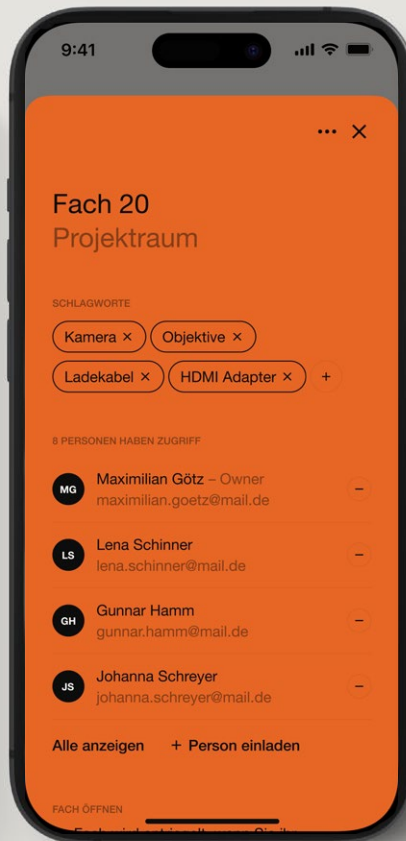 9:41
Fach 20
Projektraum
SCHLAGWORTE
Kamera × Objektive ×
Ladekabel × HDMI Adapter × +
8 PERSONEN HABEN ZUGRIFF
MG
Maximilian Götz – Owner
maximilian.goetz@mail.de
LS
Lena Schinner
lena.schinner@mail.de
GH
Gunnar Hamm
gunnar.hamm@mail.de
JS
Johanna Schreyer
johanna.schreyer@mail.de
Alle anzeigen + Person einladen
FACH ÖFFNEN